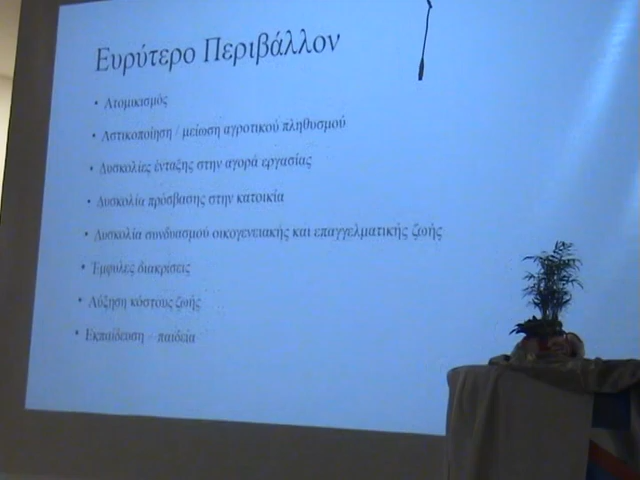 Ευρύτερο Περιβάλλον
• Ατομικισμός
• Αστικοποίηση / μείωση αγροτικού πληθυσμού
• Δυσκολίες ένταξης στην αγορά εργασίας
• Δυσκολία πρόσβασης στην κατοικία
• Δυσκολία συνδυασμού οικογενειακής και επαγγελματικής ζωής
• Έμφυλες διακρίσεις
• Αύξηση κόστους ζωής
• Εκπαίδευση – παιδεία